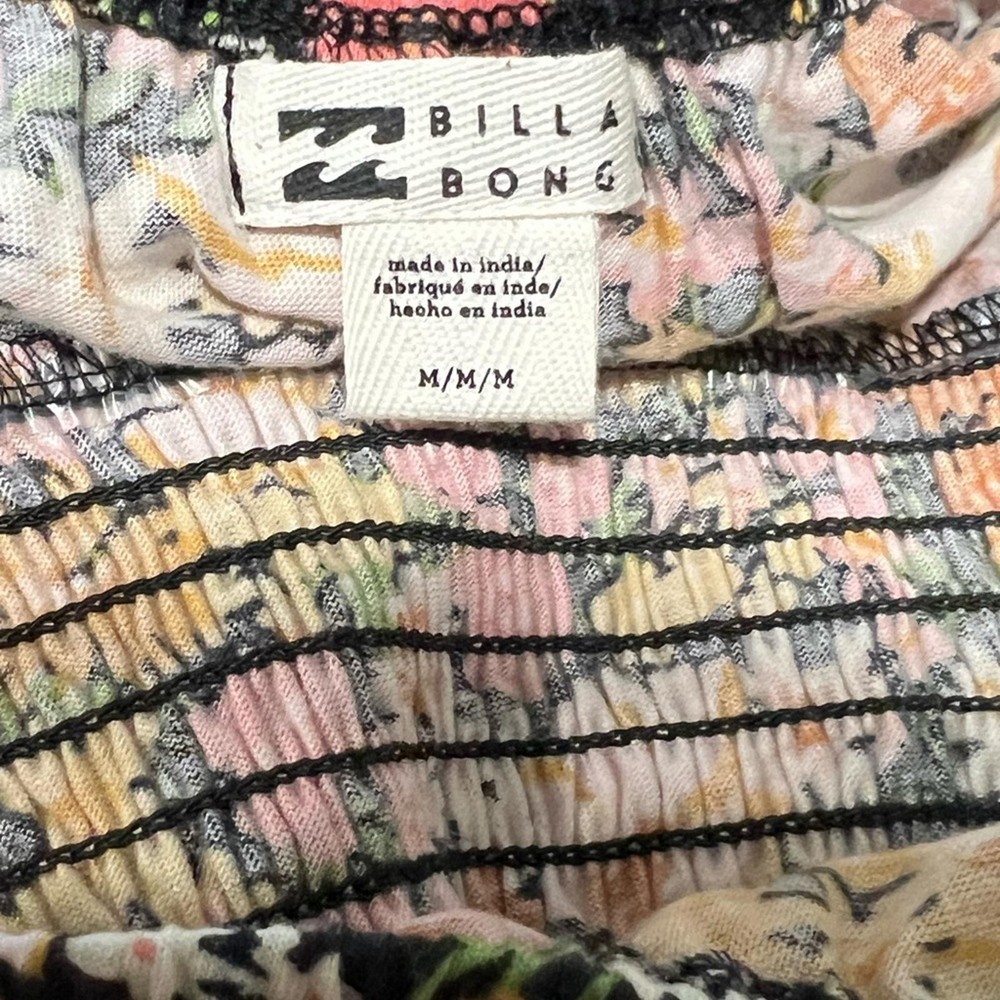 BILLA
BONG
made in india/
fabriqué en inde/
hecho en india
M/M/M